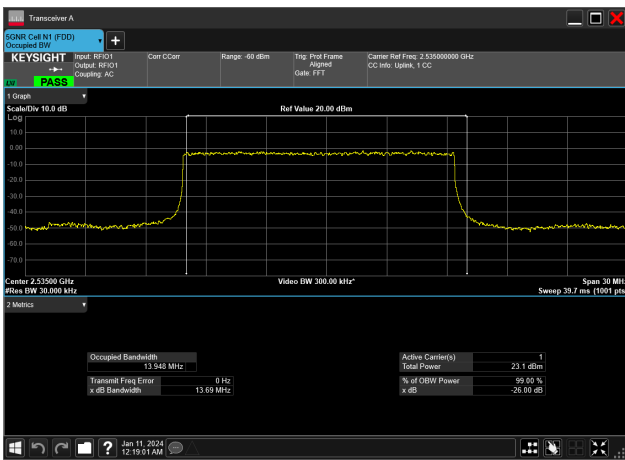 Transceiver A
5GNR Cell N1 (FDD)
Occupied BW
KEYSIGHT
Input: RFIO1
Output: RFIO1
Coupling: AC
Corr CCorr
Range: -60 dBm
Trig: Prot Frame
Aligned
Gate: FFT
Carrier Ref Freq: 2.535000000 GHz
CC Info: Uplink, 1 CC
PASS
1 Graph
Scale/Div 10.0 dB
Ref Value 20.00 dBm
Log
10.0
0.00
-10.0
-20.0
-30.0
-40.0
-50.0
-60.0
-70.0
Center 2.53500 GHz
Video BW 300.00 kHz*
Span 30 MHz
#Res BW 30.000 kHz
Sweep 39.7 ms (1001 pts
2 Metrics
Occupied Bandwidth
13.948 MHz
Active Carrier(s) 1
Total Power 23.1 dBm
Transmit Freq Error 0 Hz
x dB Bandwidth 13.69 MHz
% of OBW Power 99.00 %
x dB -26.00 dB
Jan 11, 2024
12:19:01 AM